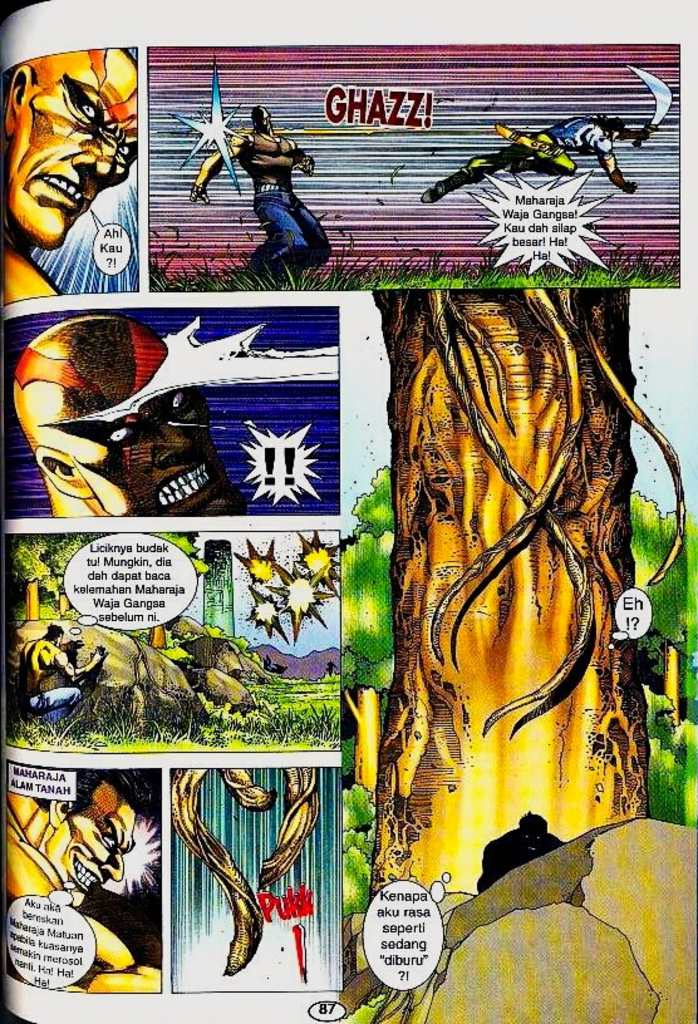 Ah!
Kau
?!
GHAZZ!
Maharaja
Waja Gangsa!
Kau dah silap
besar! Ha!
Ha!
!!
Liciknya budak
tu! Mungkin, dia
dah dapat baca
kelemahan Maharaja
Waja Gangsa
sebelum ni.
Eh
!?
MAHARAJA
ALAM TANAH
Aku akan
bereskan
Maharaja Matuan
apabila kuasanya
semakin merosot
nanti. Ha! Ha!
Ha!
!
Kenapa
aku rasa
seperti
sedang
"diburu"
?!
87